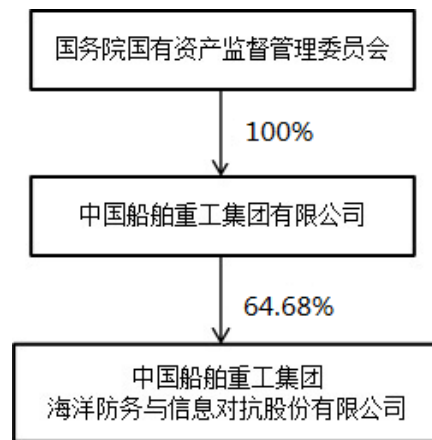 国务院国有资产监督管理委员会
100%
中国船舶重工集团有限公司
64.68%
中国船舶重工集团
海洋防务与信息对抗股份有限公司